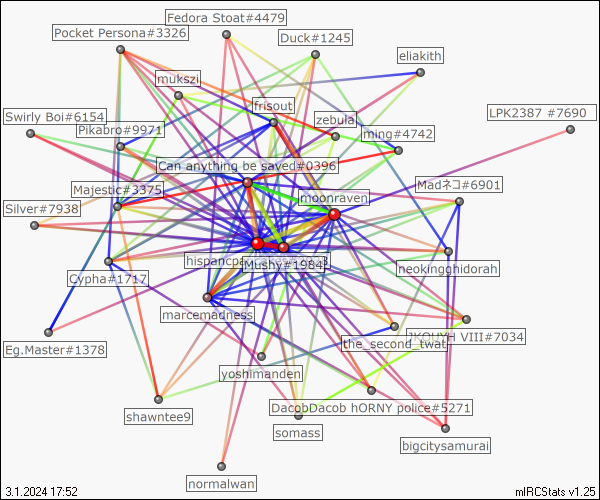 Fedora Stoat#4479
Pocket Persona#3326
Duck#1245
eliakith
mukszi
frisout
LPK2387 #7690
Swirly Boi#6154
zebula
Pikabro#9971
ming#4742
Can anything be saved#0396
Majestic#3375
Madネコ#6901
moonraven
Silver#7938
hispancpa
Mushy#1984
neokingghidorah
Cypha#1717
marcemadness
VIII#7034
the_second_twat
Eg.Master#1378
yoshimanden
DacobDacob hORNY police#5271
shawntee9
somass
bigcitysamurai
normalwan
3.1.2024 17:52
mIRCStats v1.25